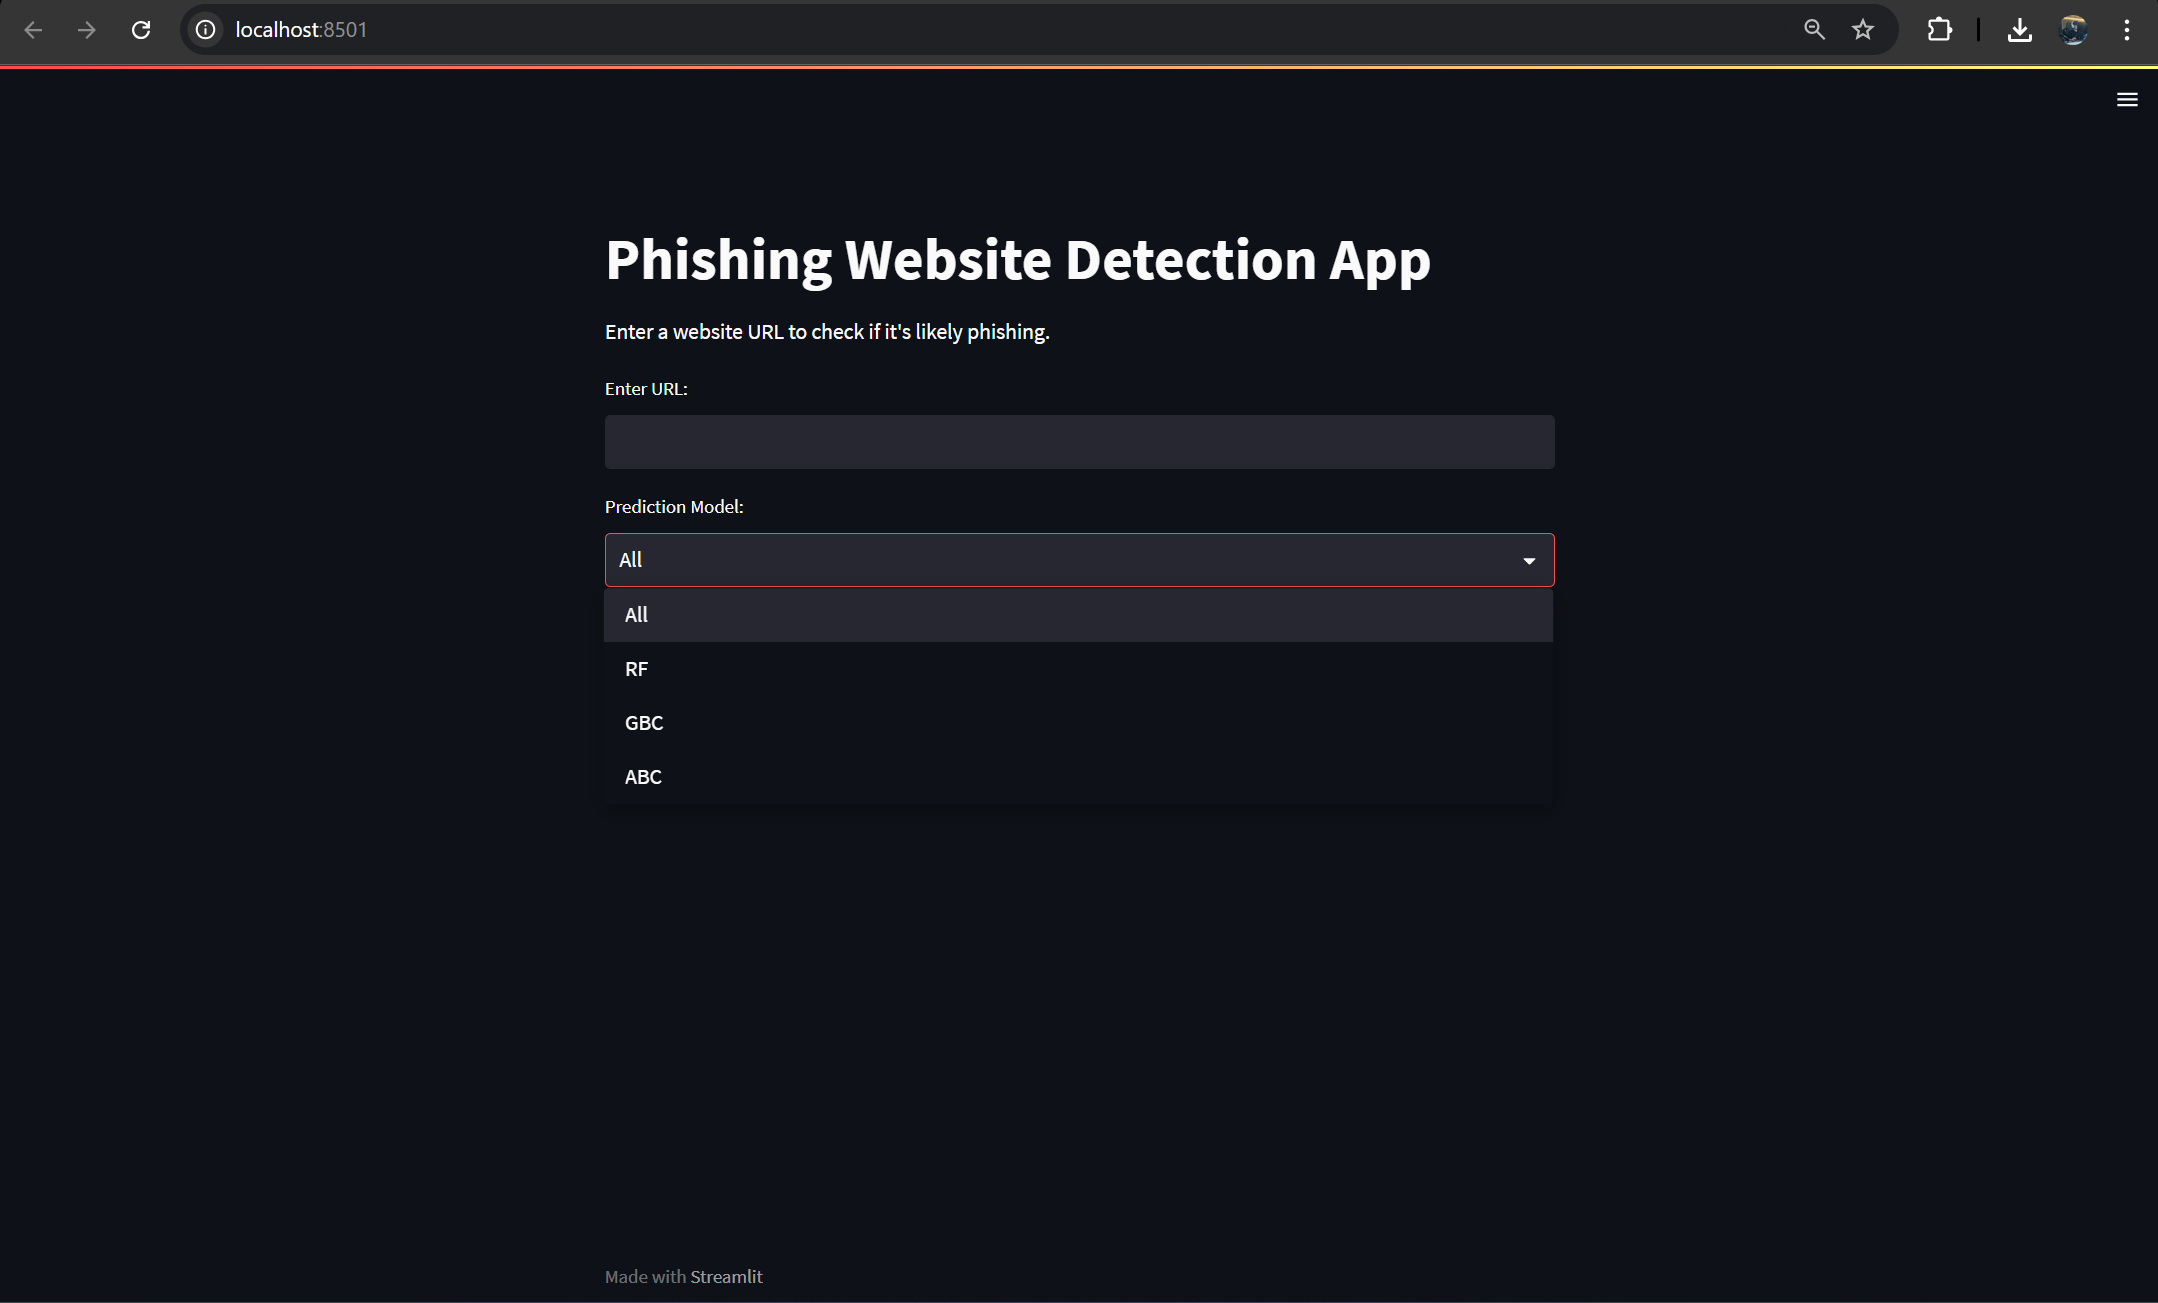 localhost:8501
Phishing Website Detection App
Enter a website URL to check if it's likely phishing.
Enter URL:
Prediction Model:
All
All
RF
GBC
ABC
Made with Streamlit